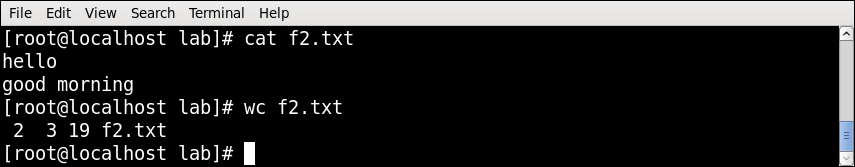 File Edit View Search Terminal Help
[root@localhost lab]# cat f2.txt
hello
good morning
[root@localhost lab]# wc f2.txt
 2  3 19 f2.txt
[root@localhost lab]#